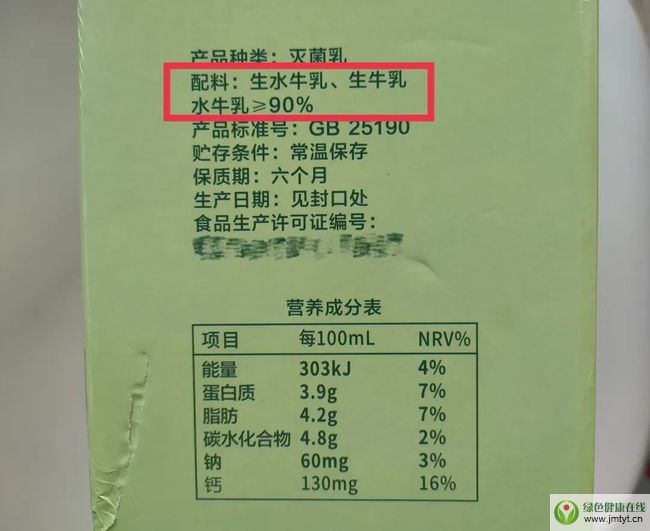 产品种类：灭菌乳
配料：生水牛乳、生牛乳
水牛乳≥90%
产品标准号：GB 25190
贮存条件：常温保存
保质期：六个月
生产日期：见封口处
食品生产许可证编号：
营养成分表
项目 每100mL NRV%
能量 303kJ 4%
蛋白质 3.9g 7%
脂肪 4.2g 7%
碳水化合物 4.8g 2%
钠 60mg 3%
钙 130mg 16%
绿色健康在线
www.jmtyt.cn